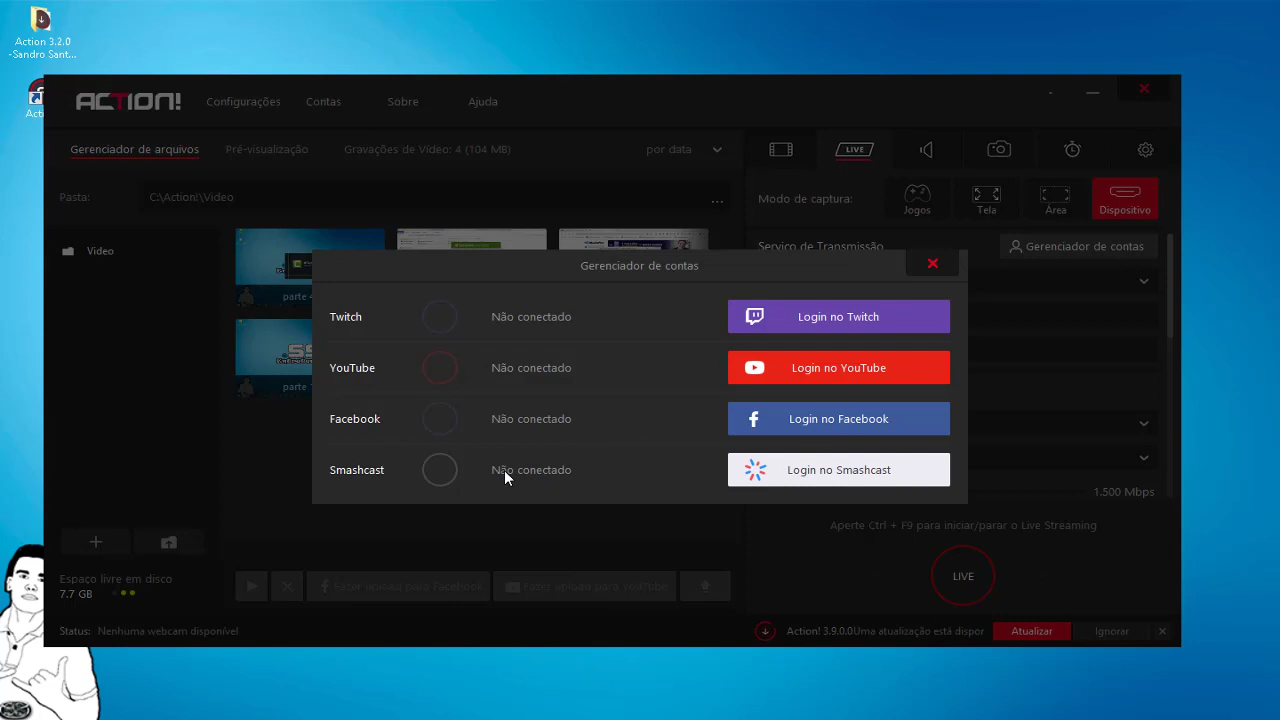 Action 3.2.0
-Sandro Sant...
ACTION!
Configurações
Contas
Sobre
Ajuda
Gerenciador de arquivos
Pré-visualização
Gravações de Vídeo: 4 (104 MB)
por data
LIVE
Pasta:
C:\Action!\Video
...
Modo de captura:
Jogos
Tela
Área
Dispositivo
Video
Serviço de Transmissão
Gerenciador de contas
Gerenciador de contas
Twitch
Não conectado
Login no Twitch
YouTube
Não conectado
Login no YouTube
Facebook
Não conectado
Login no Facebook
Smashcast
Não conectado
Login no Smashcast
parte
parte
1.500 Mbps
Aperte Ctrl + F9 para iniciar/parar o Live Streaming
LIVE
Espaço livre em disco
7.7 GB
Fazer upload para Facebook
Fazer upload para YouTube
Status:
Nenhuma webcam disponível
Action! 3.9.0.0Uma atualização está dispor
Atualizar
Ignorar